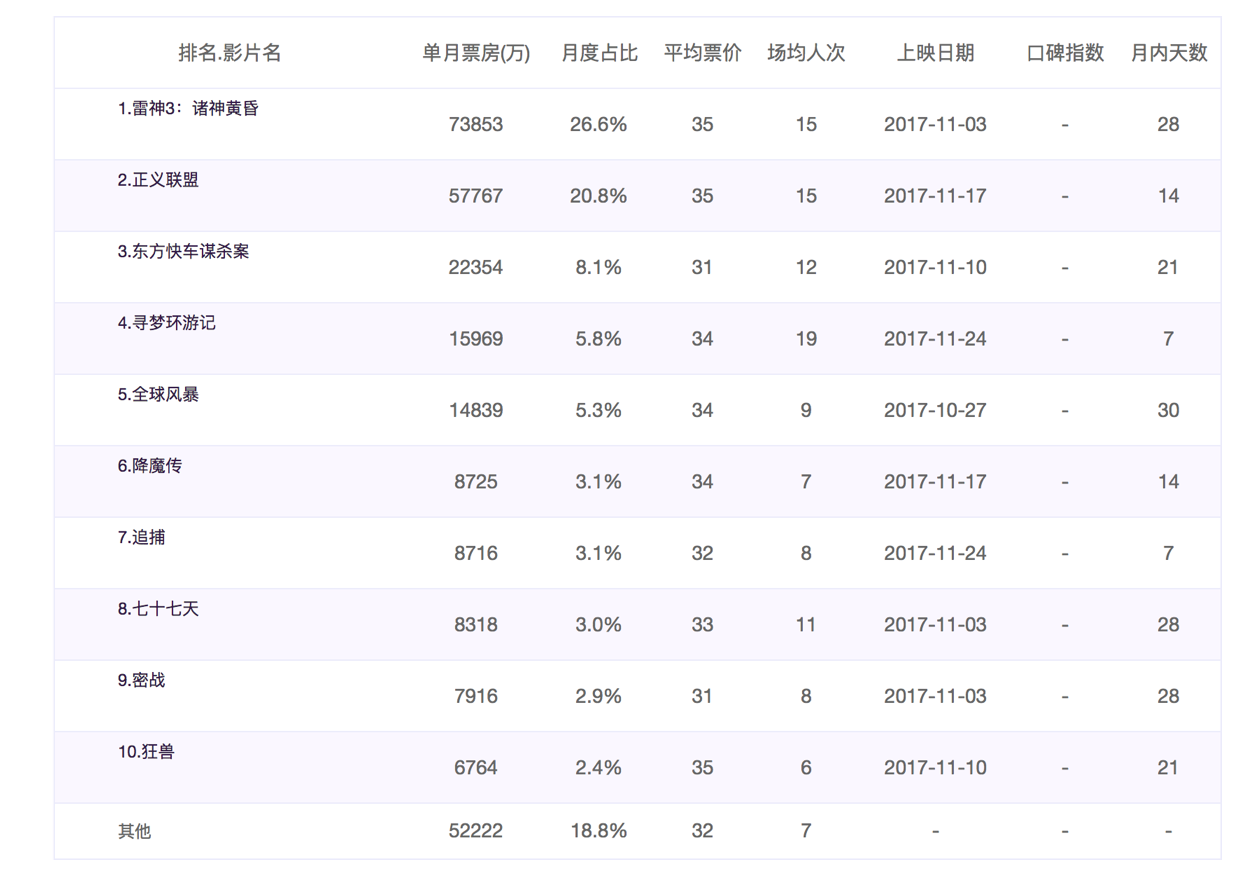 排名.影片名 单月票房(万) 月度占比 平均票价 场均人次 上映日期 口碑指数 月内天数
1.雷神3：诸神黄昏 73853 26.6% 35 15 2017-11-03 - 28
2.正义联盟 57767 20.8% 35 15 2017-11-17 - 14
3.东方快车谋杀案 22354 8.1% 31 12 2017-11-10 - 21
4.寻梦环游记 15969 5.8% 34 19 2017-11-24 - 7
5.全球风暴 14839 5.3% 34 9 2017-10-27 - 30
6.降魔传 8725 3.1% 34 7 2017-11-17 - 14
7.追捕 8716 3.1% 32 8 2017-11-24 - 7
8.七十七天 8318 3.0% 33 11 2017-11-03 - 28
9.密战 7916 2.9% 31 8 2017-11-03 - 28
10.狂兽 6764 2.4% 35 6 2017-11-10 - 21
其他 52222 18.8% 32 7 - - -